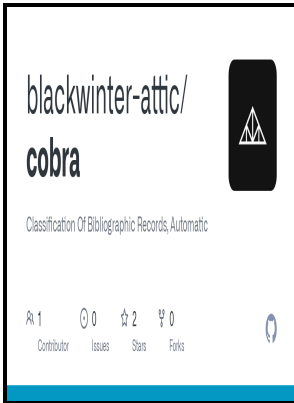 blackwinter-attic/
cobra
Classification Of Bibliographic Records, Automatic
1 0 2 0
Contributor Issues Stars Forks